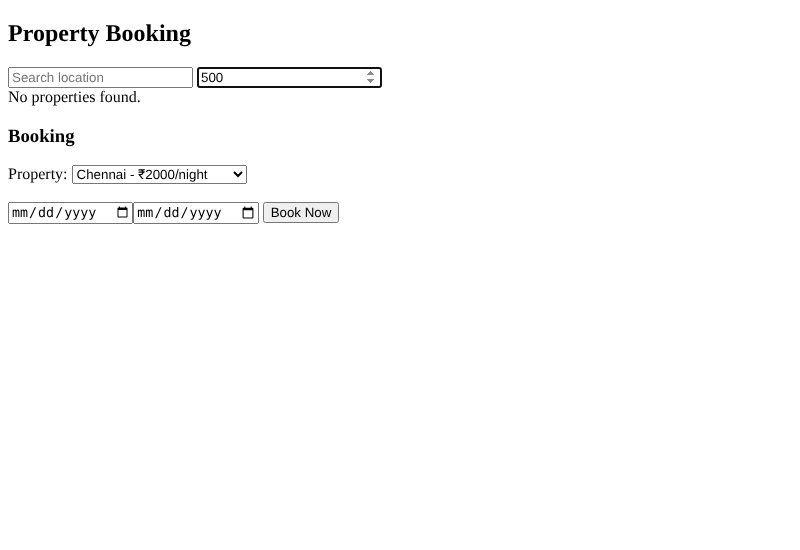 Property Booking
Search location 500
No properties found.
Booking
Property: Chennai - ₹2000/night
mm/dd/yyyy mm/dd/yyyy Book Now